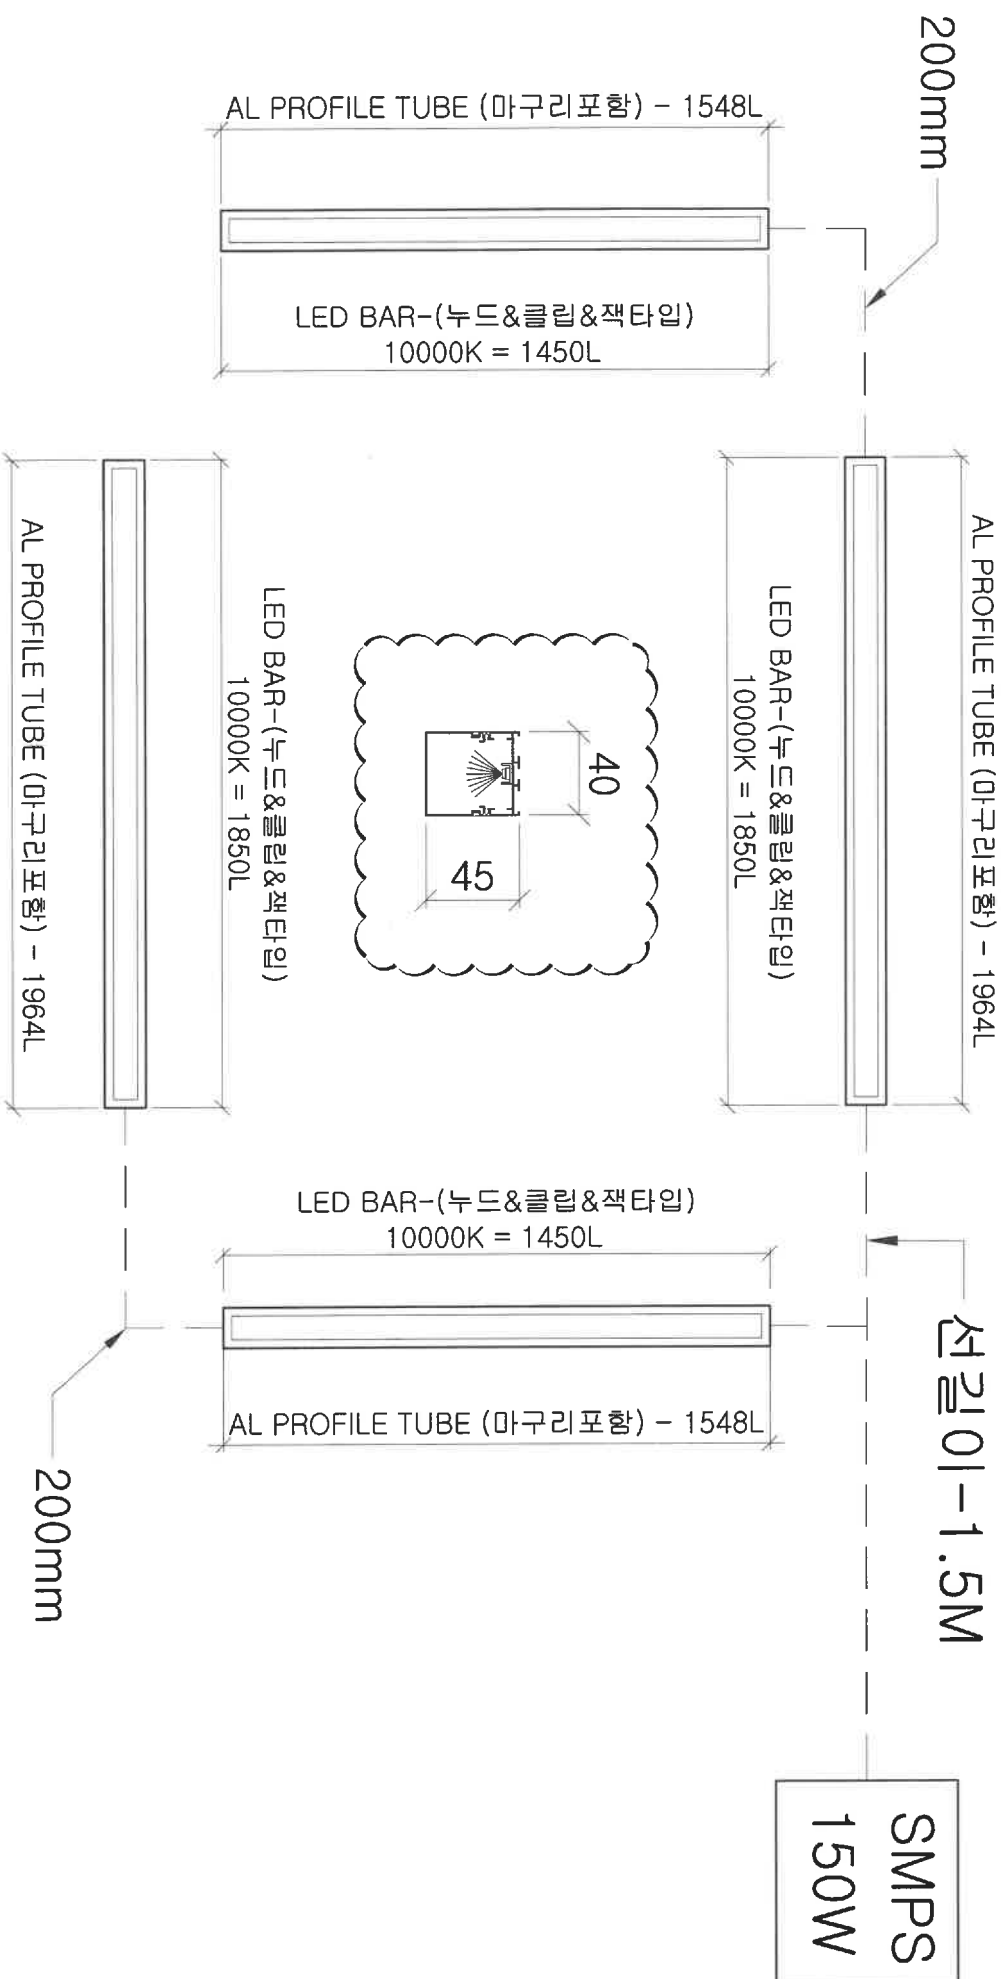 200mm
AL PROFILE TUBE (마구리포함) - 1548L
LED BAR-(누드&클립&잭타입)
10000K = 1450L
AL PROFILE TUBE (마구리포함) - 1964L
LED BAR-(누드&클립&잭타입)
10000K = 1850L
40
45
LED BAR-(누드&클립&잭타입)
10000K = 1850L
AL PROFILE TUBE (마구리포함) - 1964L
LED BAR-(누드&클립&잭타입)
10000K = 1450L
AL PROFILE TUBE (마구리포함) - 1548L
선길이-1.5M
200mm
SMPS
150W